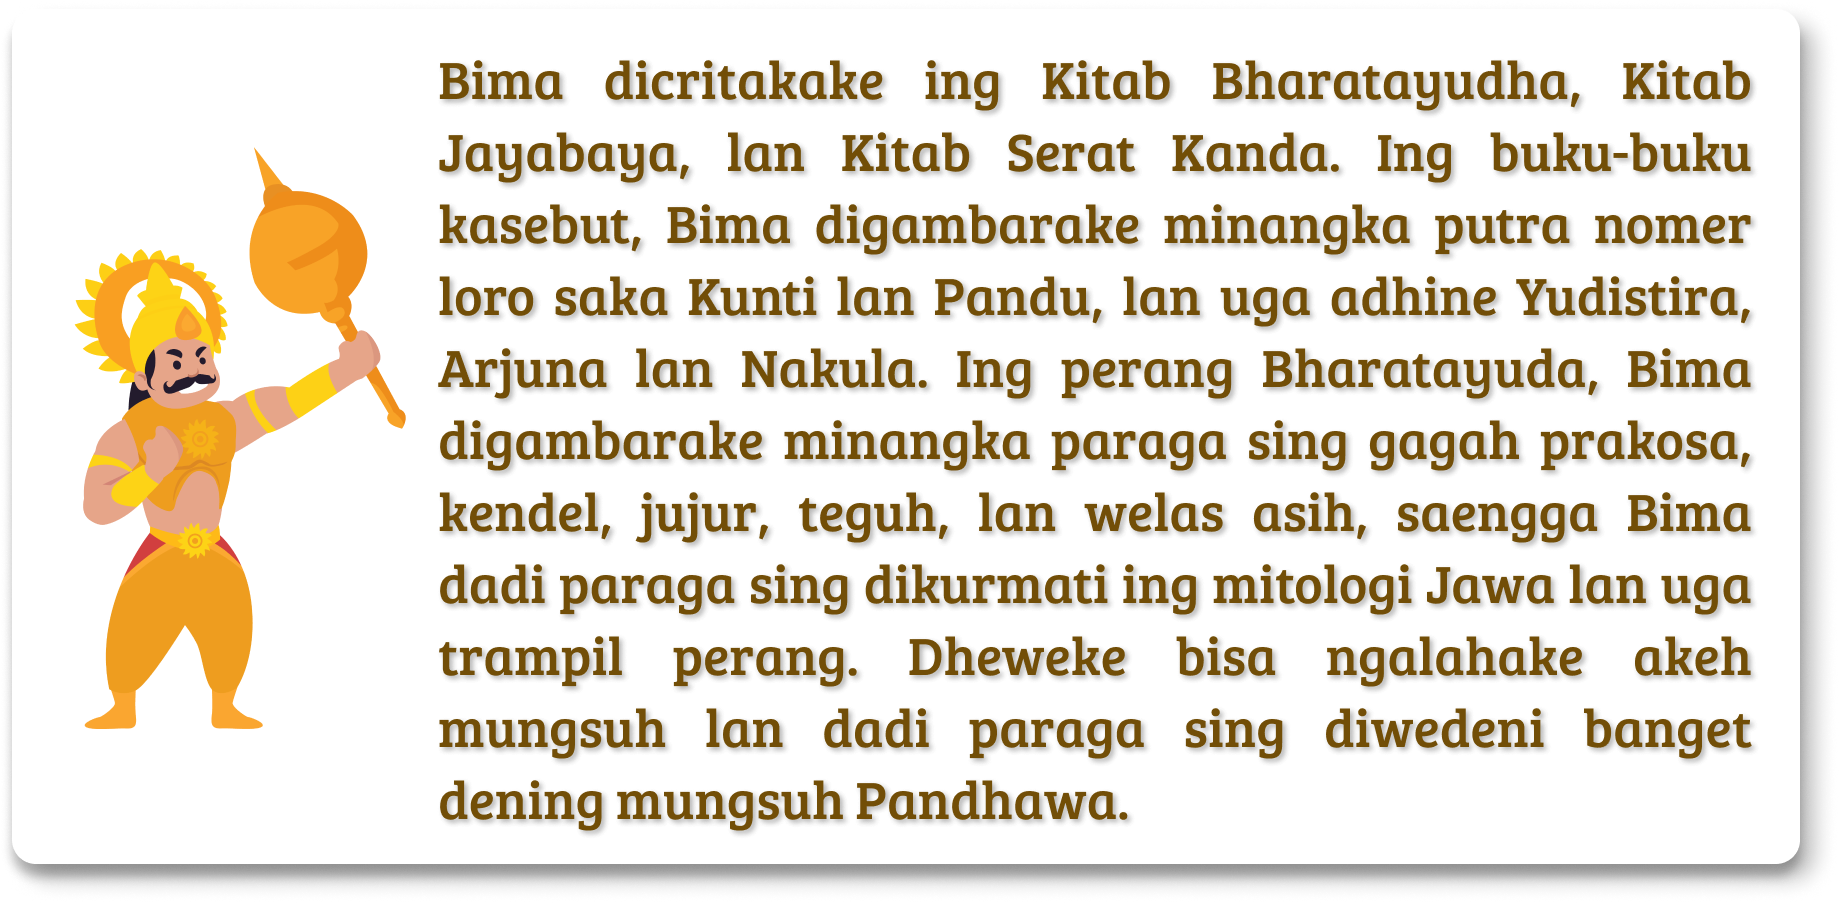 Bima dicritakake ing Kitab Bharatayudha, Kitab
Jayabaya, lan Kitab Serat Kanda. Ing buku-buku
kasebut, Bima digambarake minangka putra nomer
loro saka Kunti lan Pandu, lan uga adhine Yudistira,
Arjuna lan Nakula. Ing perang Bharatayuda, Bima
digambarake minangka paraga sing gagah prakosa,
kendel, jujur, teguh, lan welas asih, saengga Bima
dadi paraga sing dikurmati ing mitologi Jawa lan uga
trampil perang. Dheweke bisa ngalahake akeh
mungsuh lan dadi paraga sing diwedeni banget
dening mungsuh Pandhawa.